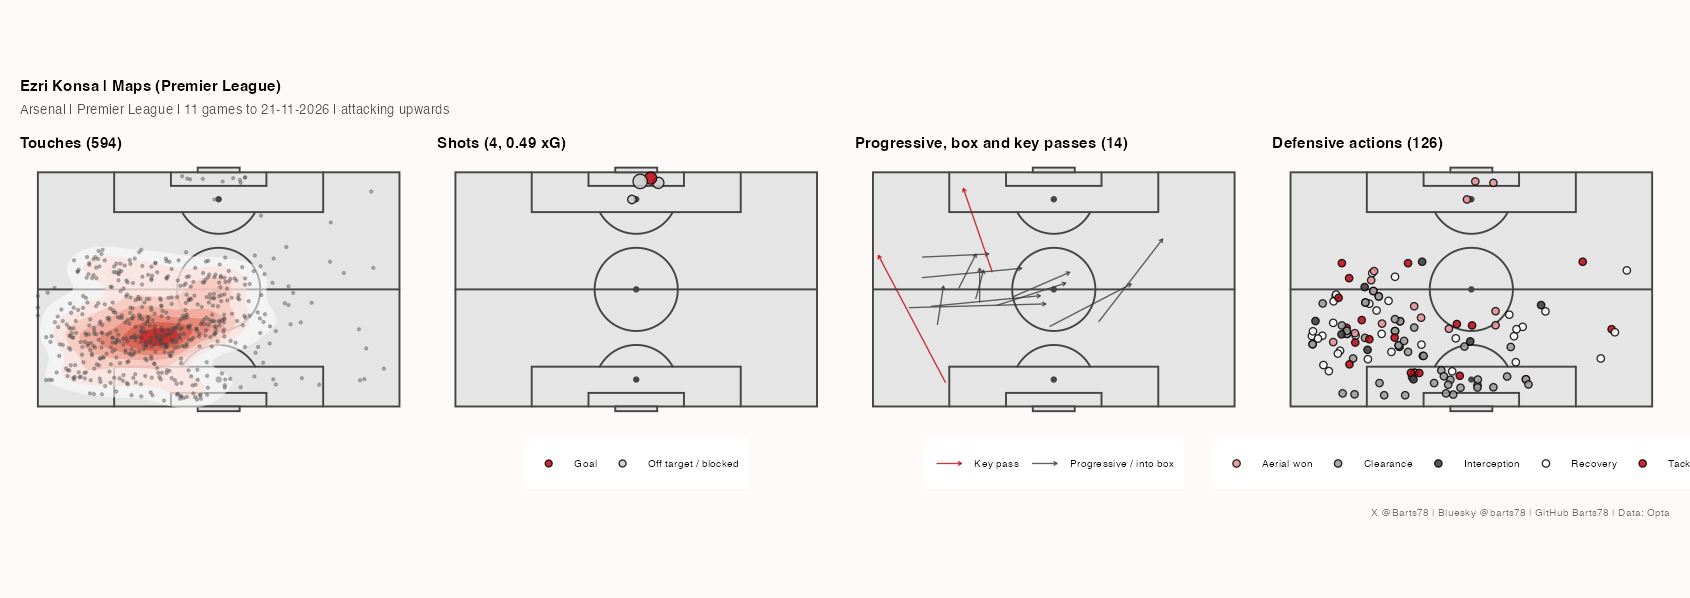 Ezri Konsa | Maps (Premier League)
Arsenal | Premier League | 11 games to 21-11-2026 | attacking upwards
Touches (594)
Shots (4, 0.49 xG)
Progressive, box and key passes (14)
Defensive actions (126)
Goal
Off target / blocked
Key pass
Progressive / into box
Aerial won
Clearance
Interception
Recovery
Tack
X @Barts78 | Bluesky @barts78 | GitHub Barts78 | Data: Opta